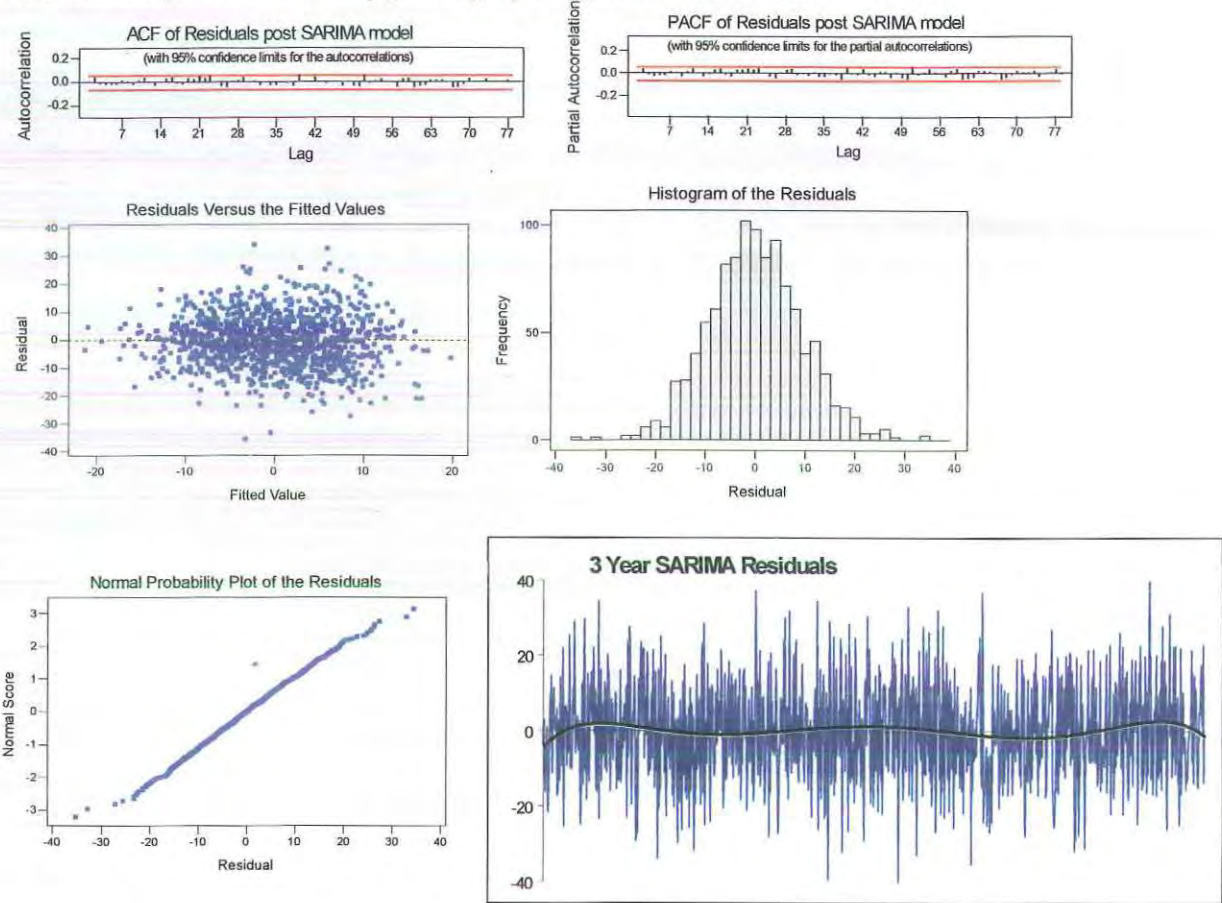 ACF of Residuals post SARIMA model
(with 95% confidence limits for the autocorrelations)
Autocorrelation
0.2
0.0
-0.2
7 14 21 28 35 42 49 56 63 70 77
Lag
PACF of Residuals post SARIMA model
(with 95% confidence limits for the partial autocorrelations)
Partial Autocorrelation
0.2
0.0
-0.2
7 14 21 28 35 42 49 56 63 70 77
Lag
Residuals Versus the Fitted Values
Residual
40
30
20
10
0
-10
-20
-30
-40
-20 -10 0 10 20
Fitted Value
Histogram of the Residuals
Frequency
100
50
0
-40 -30 -20 -10 0 10 20 30 40
Residual
Normal Probability Plot of the Residuals
Normal Score
3
2
1
0
-1
-2
-3
-40 -30 -20 -10 0 10 20 30 40
Residual
3 Year SARIMA Residuals
40
20
0
-20
-40